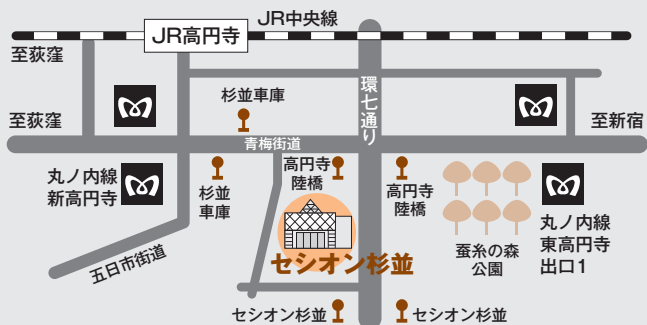 JR中央線
JR高円寺
至荻窪
環七通り
杉並車庫
至荻窪
至新宿
青梅街道
丸ノ内線
新高円寺
杉並
車庫
高円寺
陸橋
高円寺
陸橋
丸ノ内線
東高円寺
出口1
蚕糸の森
公園
五日市街道
セシオン杉並
セシオン杉並
セシオン杉並